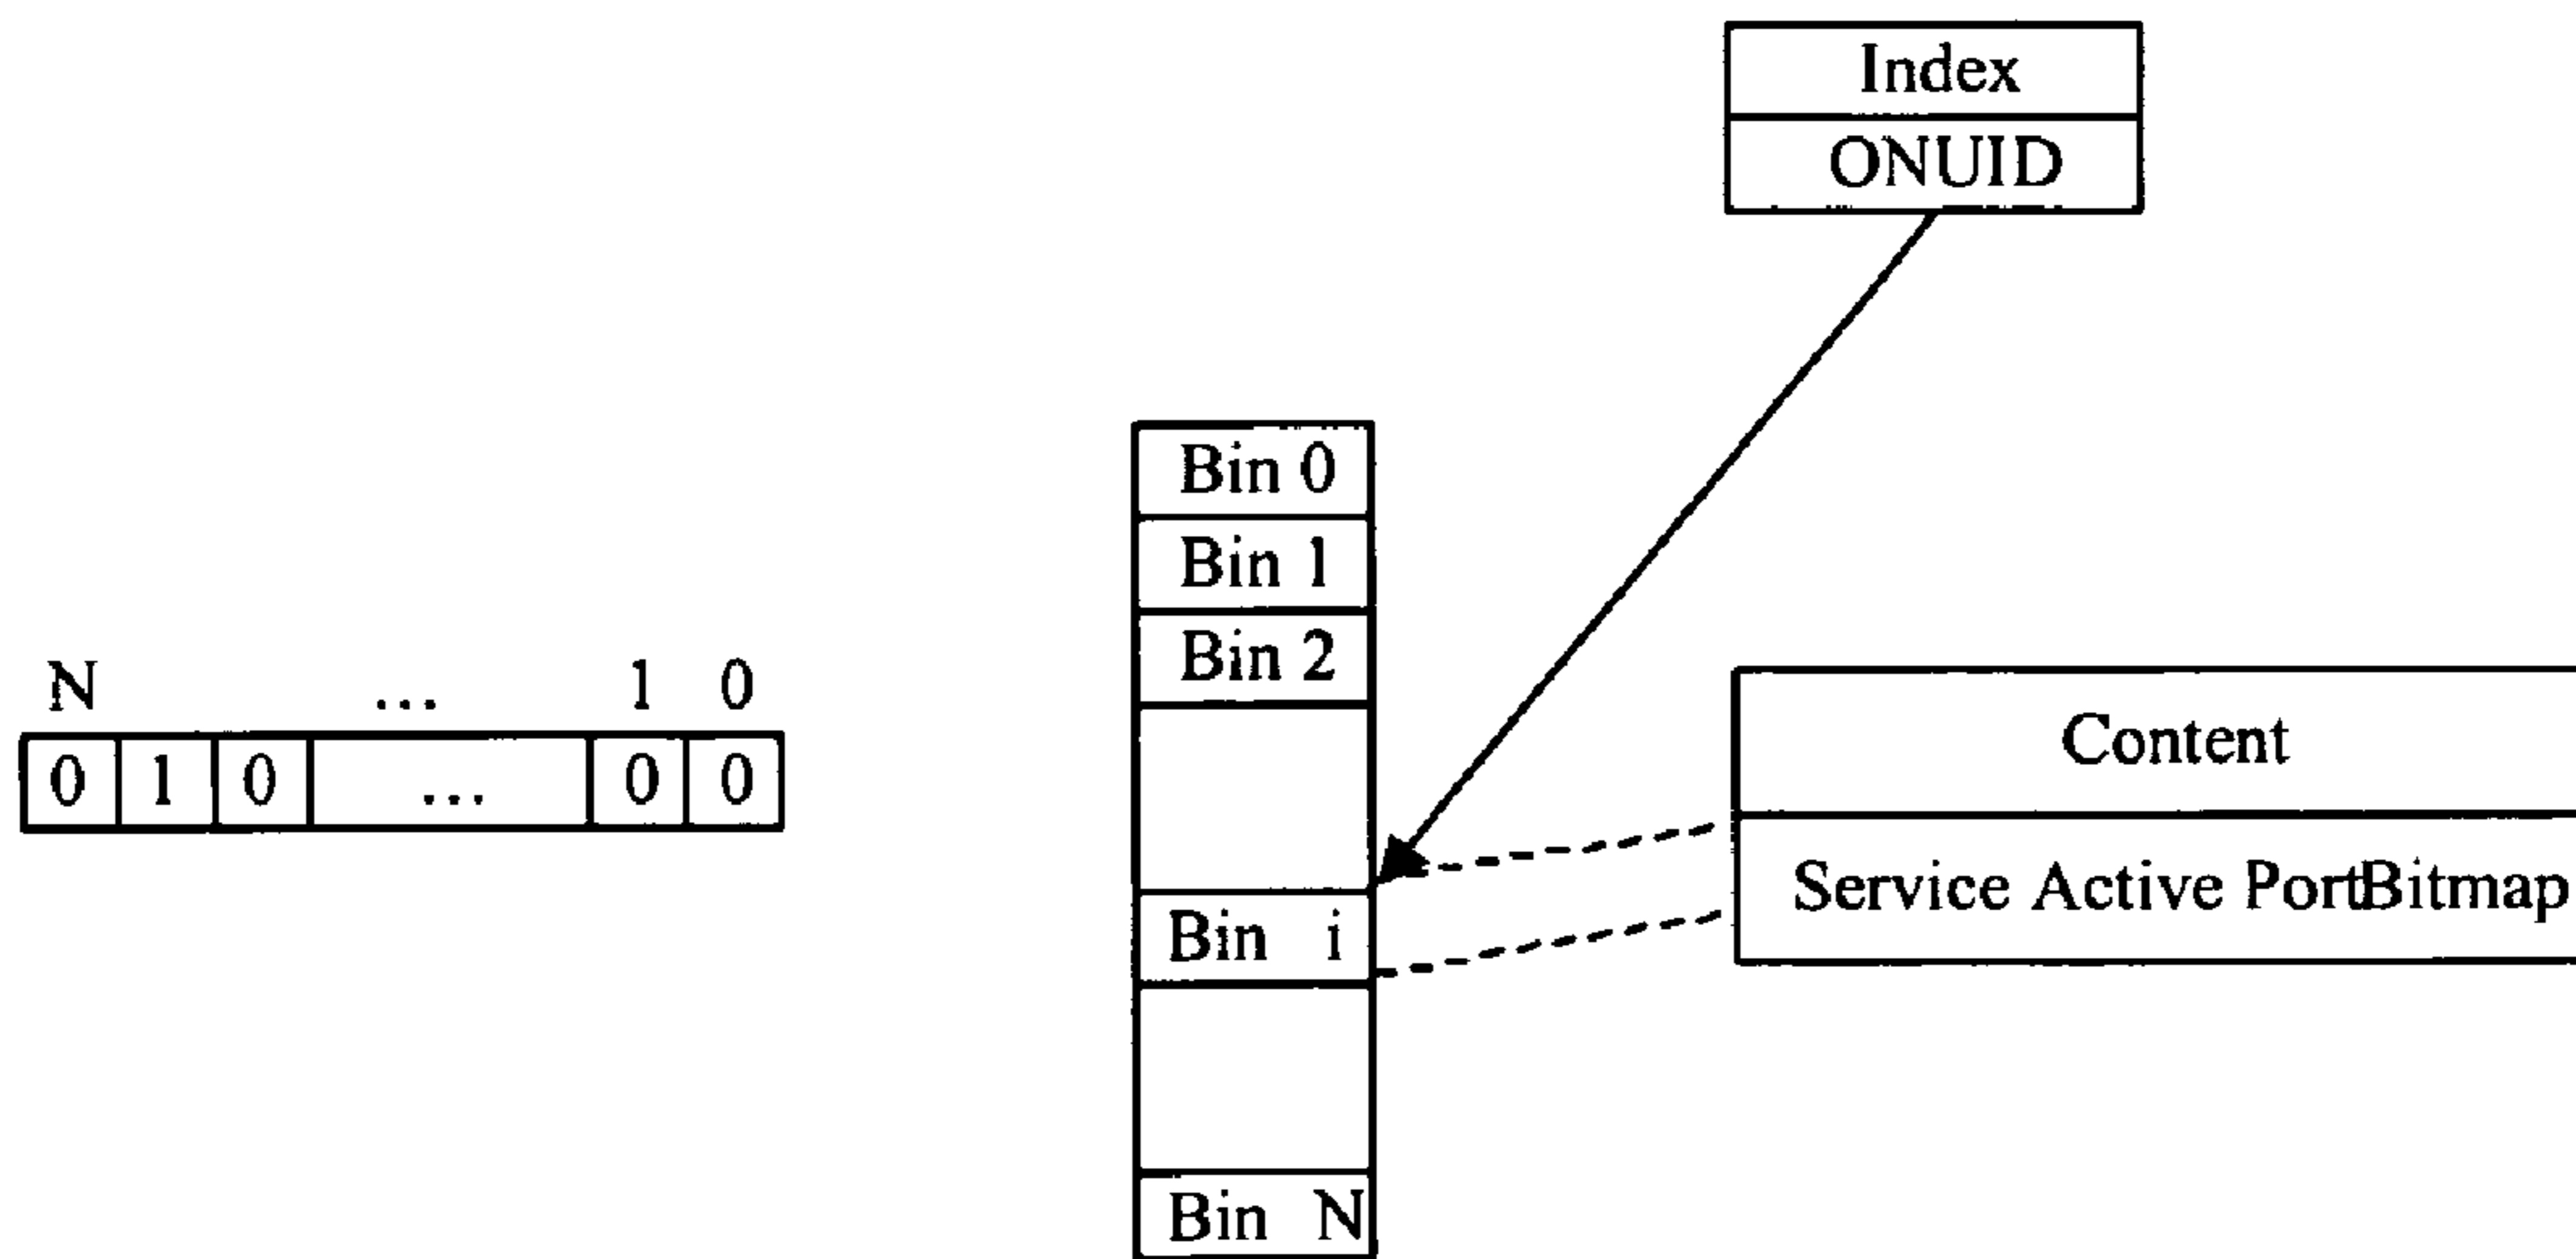 Index
ONUID
Bin 0
Bin 1
Bin 2
Bin i
Bin N
N ... 1 0
0 1 0 ... 0 0
Content
Service Active PortBitmap